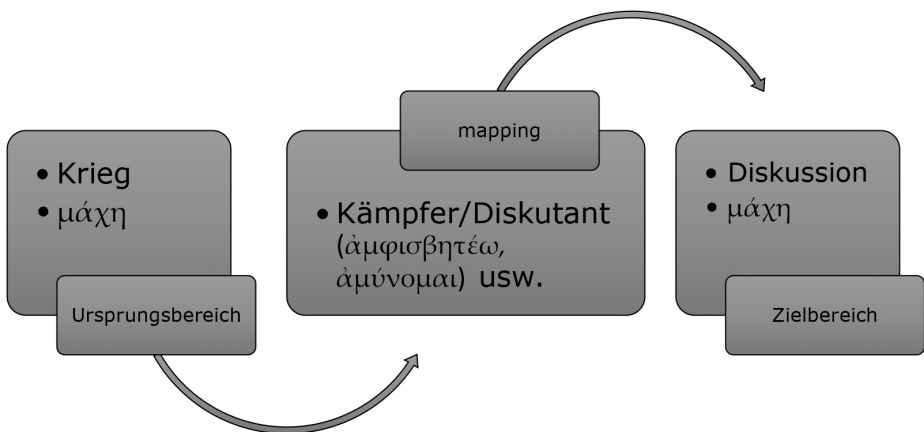 • Krieg
• μάχη
Ursprungsbereich
mapping
• Kämpfer/Diskutant
(ἀμφισβητέω,
ἀμύνομαι) usw.
• Diskussion
• μάχη
Zielbereich